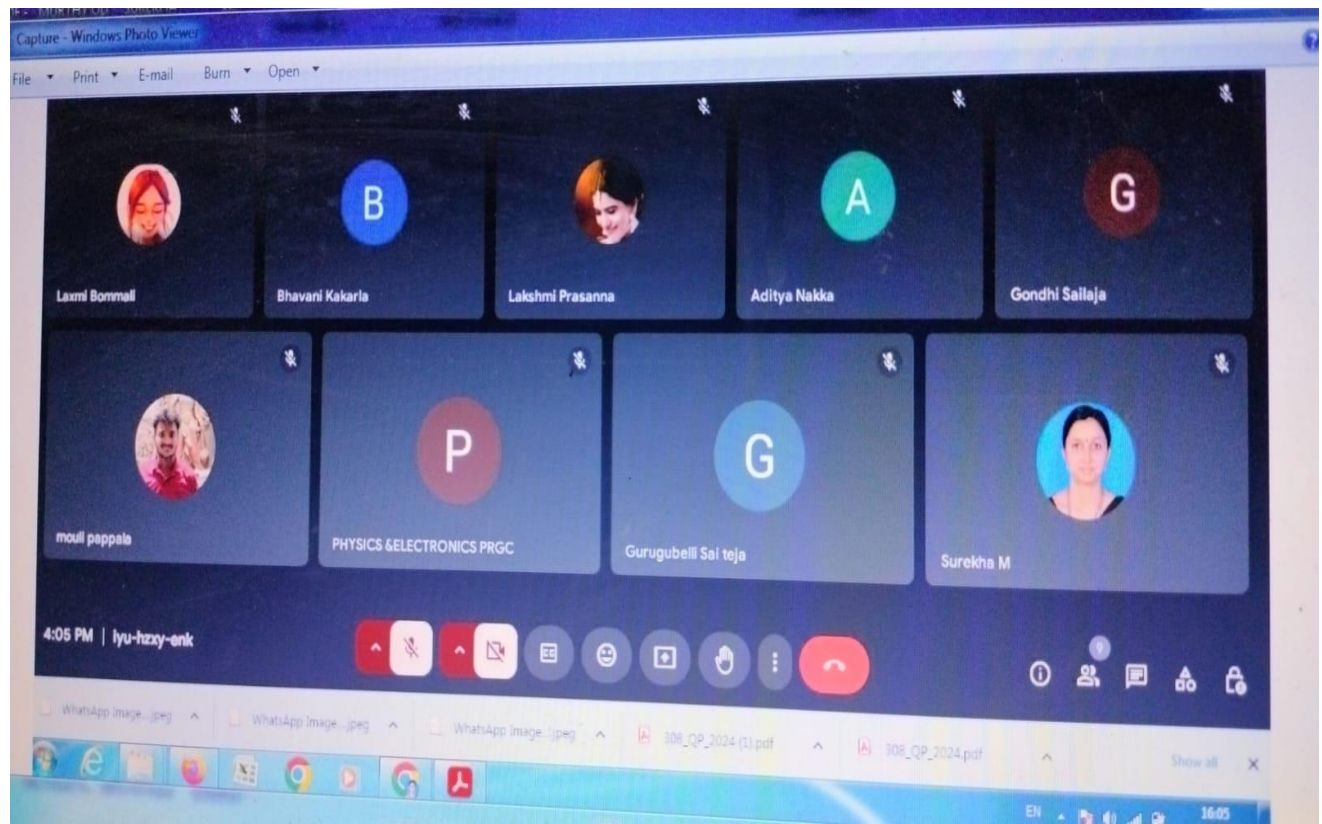 Capture - Windows Photo Viewer
File Print E-mail Burn Open
B
A
G
Laxmi Bommali
Bhavani Kakarla
Lakshmi Prasanna
Aditya Nakka
Gondhi Sailaja
P
G
mouli pappala
PHYSICS &ELECTRONICS PRGC
Gurugubelli Sai teja
Surekha M
4:05 PM | lyu-hzxy-enk
9
WhatsApp Image...jpeg
WhatsApp Image...jpeg
WhatsApp Image...jpeg
308_QP_2024 (1).pdf
308_QP_2024.pdf
Show all
EN
16:05